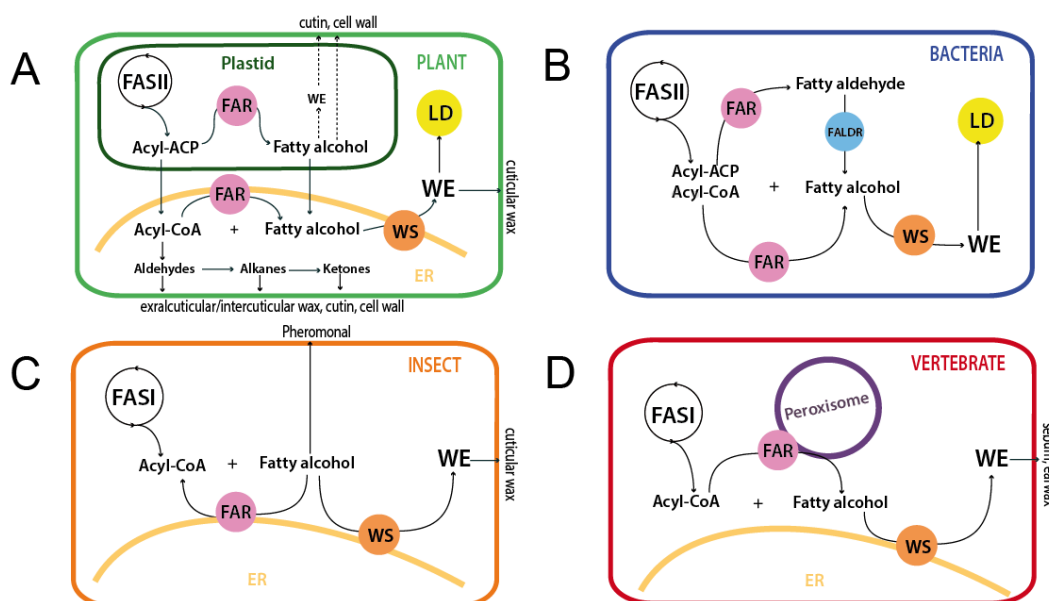 cutin, cell wall
A
Plastid
PLANT
FASII
FAR
WE
LD
Acyl-ACP
Fatty alcohol
FAR
WE
cuticular wax
Acyl-CoA
+
Fatty alcohol
WS
Aldehydes
Alkanes
Ketones
ER
exralcuticular/intercuticular wax, cutin, cell wall
B
BACTERIA
FASII
FAR
Fatty aldehyde
FALDR
LD
Acyl-ACP
Acyl-CoA
+
Fatty alcohol
WS
WE
FAR
C
Pheromonal
INSECT
FASI
Acyl-CoA
+
Fatty alcohol
WE
cuticular wax
FAR
WS
ER
D
VERTEBRATE
Peroxisome
FASI
FAR
WE
sebum, earwax
Acyl-CoA
+
Fatty alcohol
WS
ER